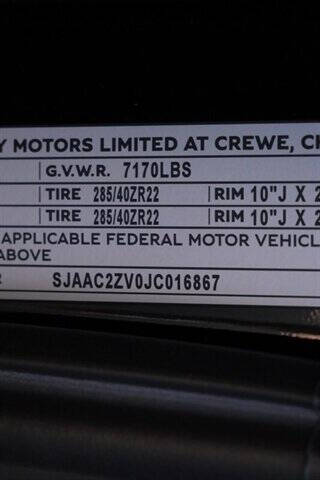 Y MOTORS LIMITED AT CREWE, CH
G.V.W.R. 7170LBS
TIRE 285/40ZR22 RIM 10"J X 2
TIRE 285/40ZR22 RIM 10"J X 2
APPLICABLE FEDERAL MOTOR VEHICL
ABOVE
R SJAAC2ZV0JC016867